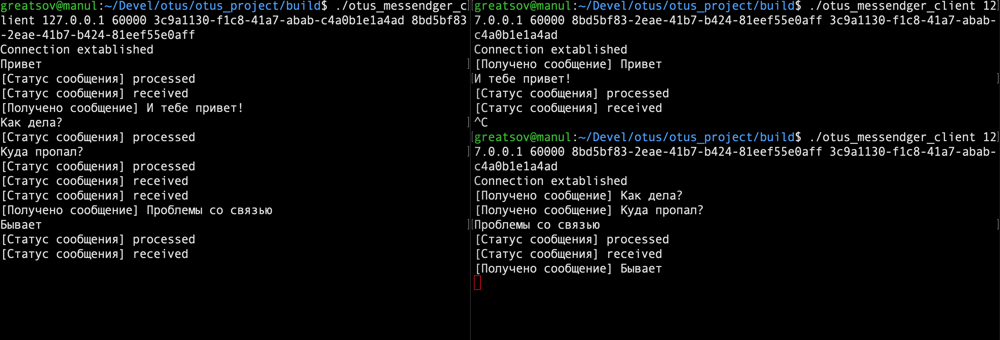 greatsov@manul:~/Devel/otus/otus_project/build$ ./otus_messendger_c
lient 127.0.0.1 60000 3c9a1130-f1c8-41a7-abab-c4a0b1e1a4ad 8bd5bf83
-2eae-41b7-b424-81eef55e0aff
Connection extablished
Привет
[Статус сообщения] processed
[Статус сообщения] received
[Получено сообщение] И тебе привет!
Как дела?
[Статус сообщения] processed
Куда пропал?
[Статус сообщения] processed
[Статус сообщения] received
[Статус сообщения] received
[Получено сообщение] Проблемы со связью
Бывает
[Статус сообщения] processed
[Статус сообщения] received
greatsov@manul:~/Devel/otus/otus_project/build$ ./otus_messendger_client 12
7.0.0.1 60000 8bd5bf83-2eae-41b7-b424-81eef55e0aff 3c9a1130-f1c8-41a7-abab-
c4a0b1e1a4ad
Connection extablished
[Получено сообщение] Привет
И тебе привет!
[Статус сообщения] processed
[Статус сообщения] received
^C
greatsov@manul:~/Devel/otus/otus_project/build$ ./otus_messendger_client 12
7.0.0.1 60000 8bd5bf83-2eae-41b7-b424-81eef55e0aff 3c9a1130-f1c8-41a7-abab-
c4a0b1e1a4ad
Connection extablished
[Получено сообщение] Как дела?
[Получено сообщение] Куда пропал?
Проблемы со связью
[Статус сообщения] processed
[Статус сообщения] received
[Получено сообщение] Бывает